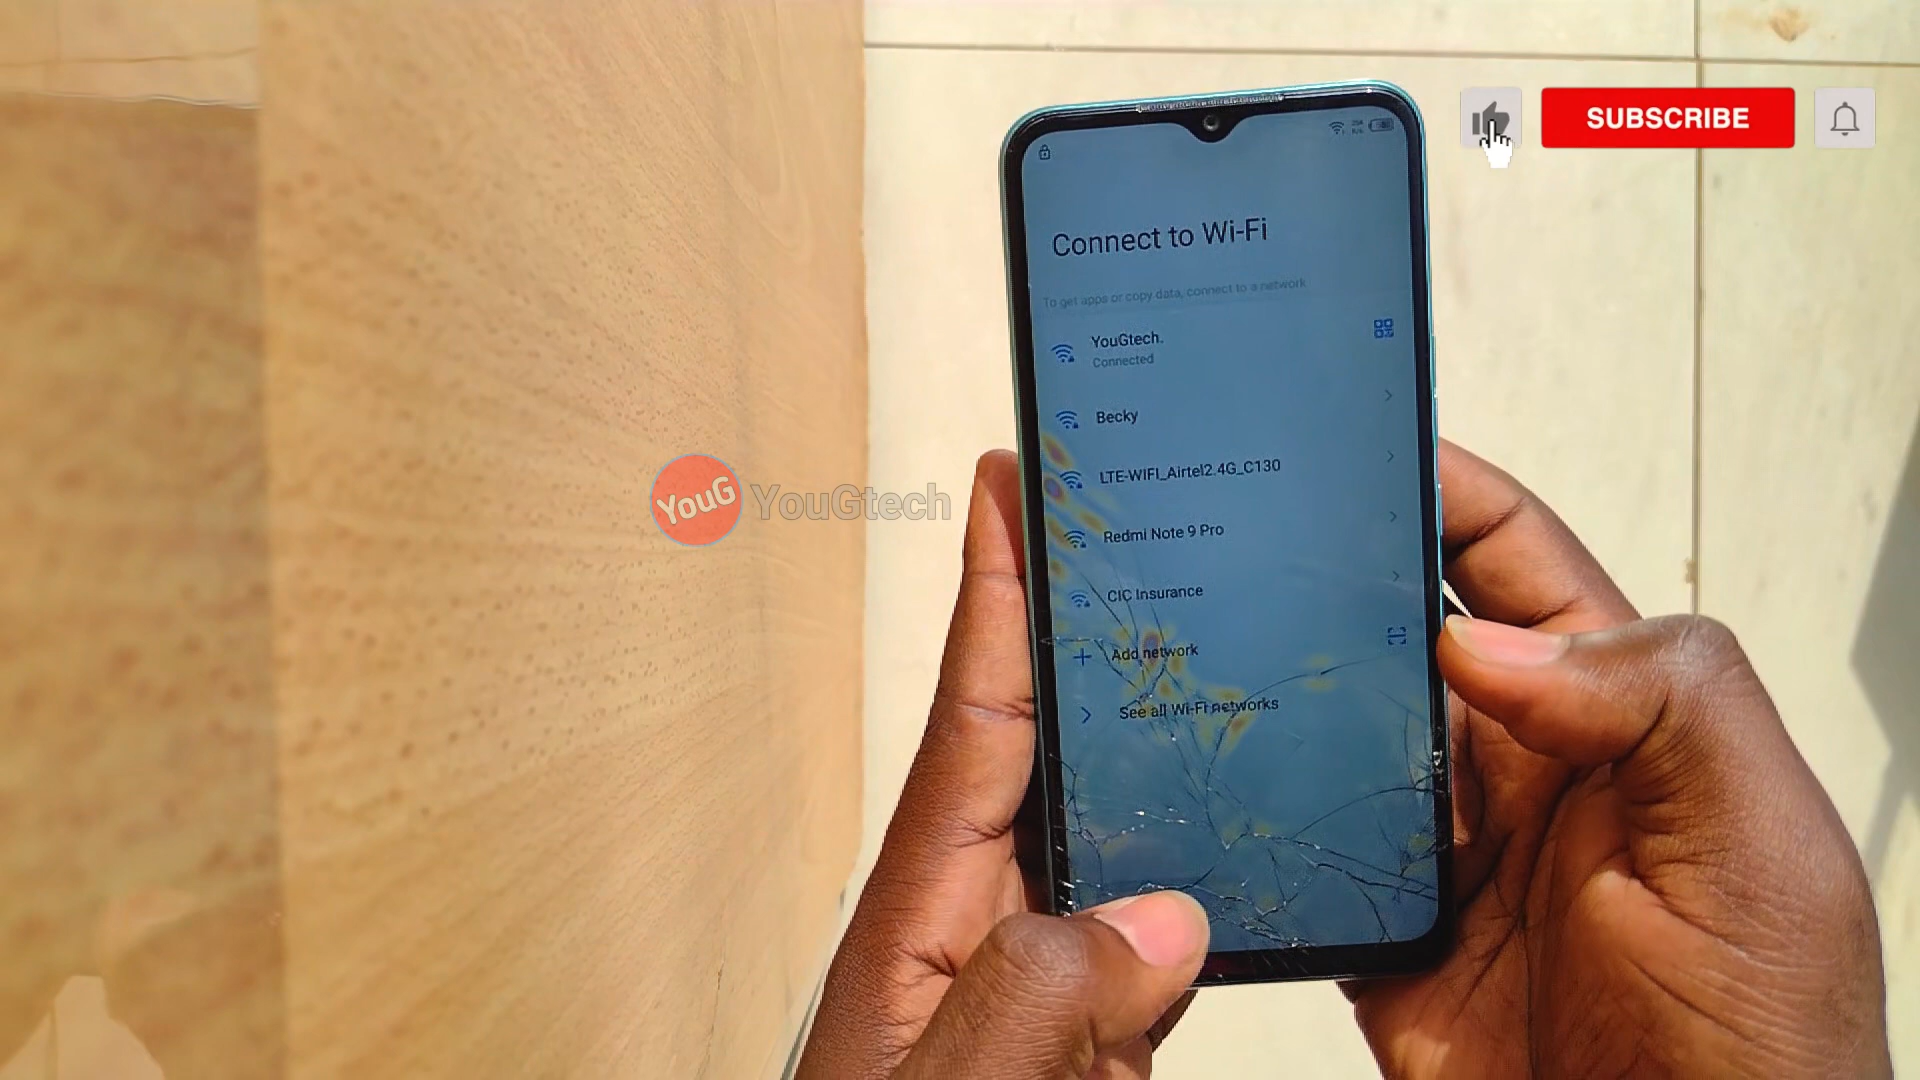 SUBSCRIBE
Connect to Wi-Fi
To get apps or copy data, connect to a network
YouGtech.
Connected
Becky
LTE-WIFI_Airtel2.4G_C130
YouG YouGtech
Redmi Note 9 Pro
CIC Insurance
Add network
See all Wi-Fi networks